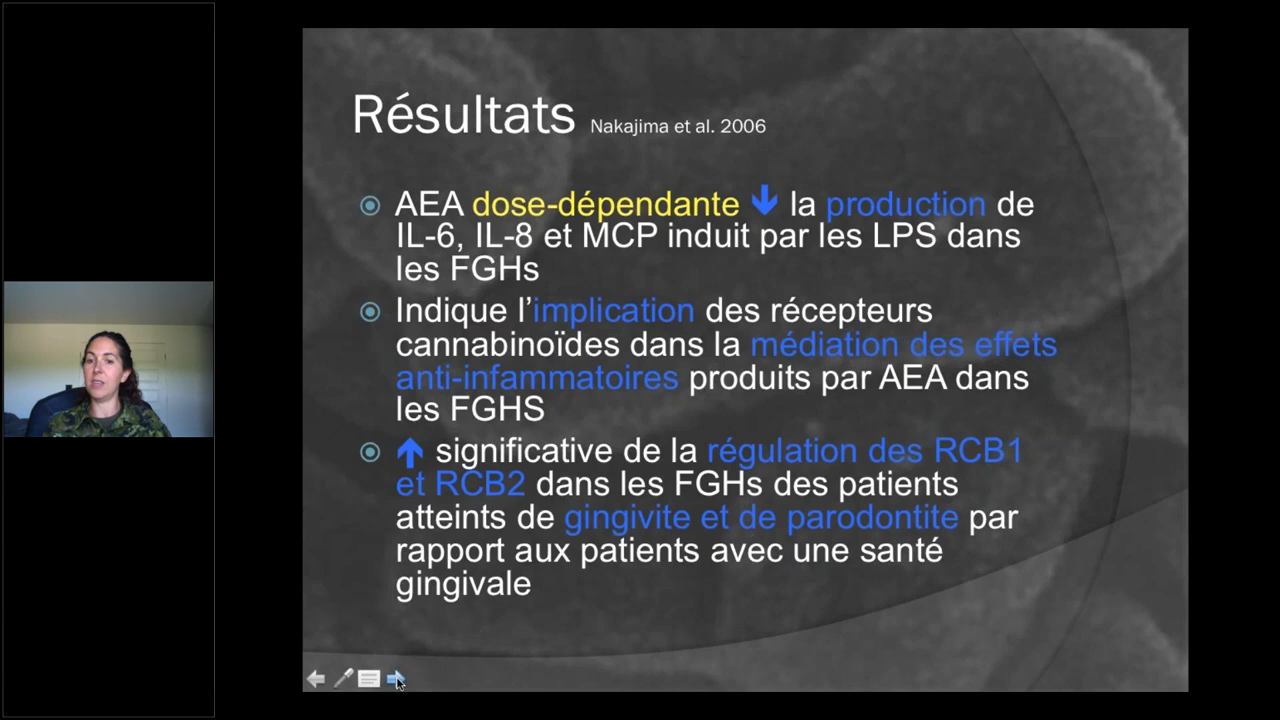 Résultats Nakajima et al. 2006
AEA dose-dépendante ↓ la production de
IL-6, IL-8 et MCP induit par les LPS dans
les FGHs
Indique l’implication des récepteurs
cannabinoïdes dans la médiation des effets
anti-infammatoires produits par AEA dans
les FGHS
↑ significative de la régulation des RCB1
et RCB2 dans les FGHs des patients
atteints de gingivite et de parodontite par
rapport aux patients avec une santé
gingivale